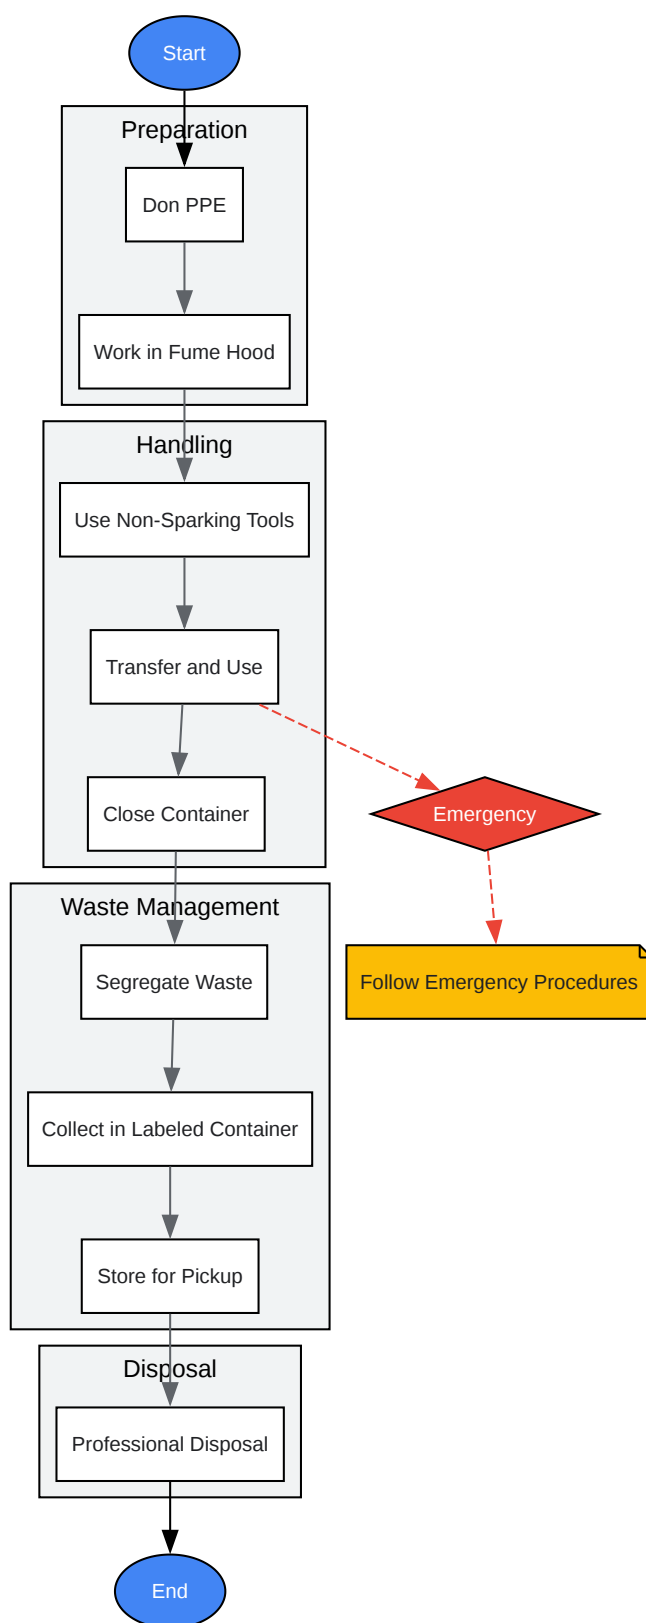 Start
Preparation
Don PPE
Work in Fume Hood
Handling
Use Non-Sparking Tools
Transfer and Use
Close Container
Emergency
Waste Management
Segregate Waste
Follow Emergency Procedures
Collect in Labeled Container
Store for Pickup
Disposal
Professional Disposal
End